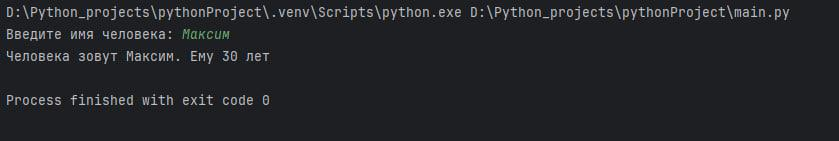 D:\Python_projects\pythonProject\.venv\Scripts\python.exe D:\Python_projects\pythonProject\main.py
Введите имя человека: Максим
Человека зовут Максим. Ему 30 лет
Process finished with exit code 0